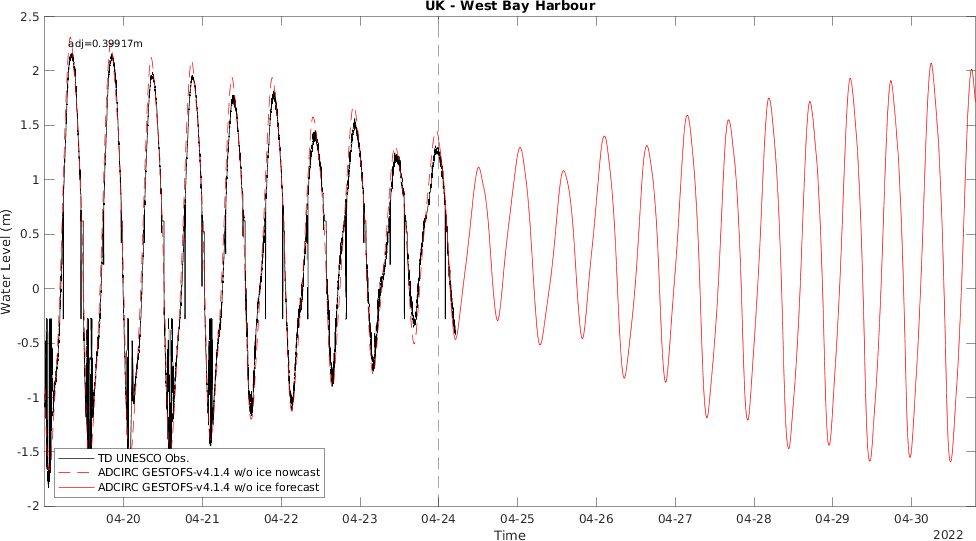 UK - West Bay Harbour
adj=0.39917m
2.5
2
1.5
1
0.5
0
-0.5
-1
-1.5
-2
Water Level (m)
TD UNESCO Obs.
ADCIRC GESTOFS-v4.1.4 w/o ice nowcast
ADCIRC GESTOFS-v4.1.4 w/o ice forecast
04-20 04-21 04-22 04-23 04-24 04-25 04-26 04-27 04-28 04-29 04-30
Time
2022